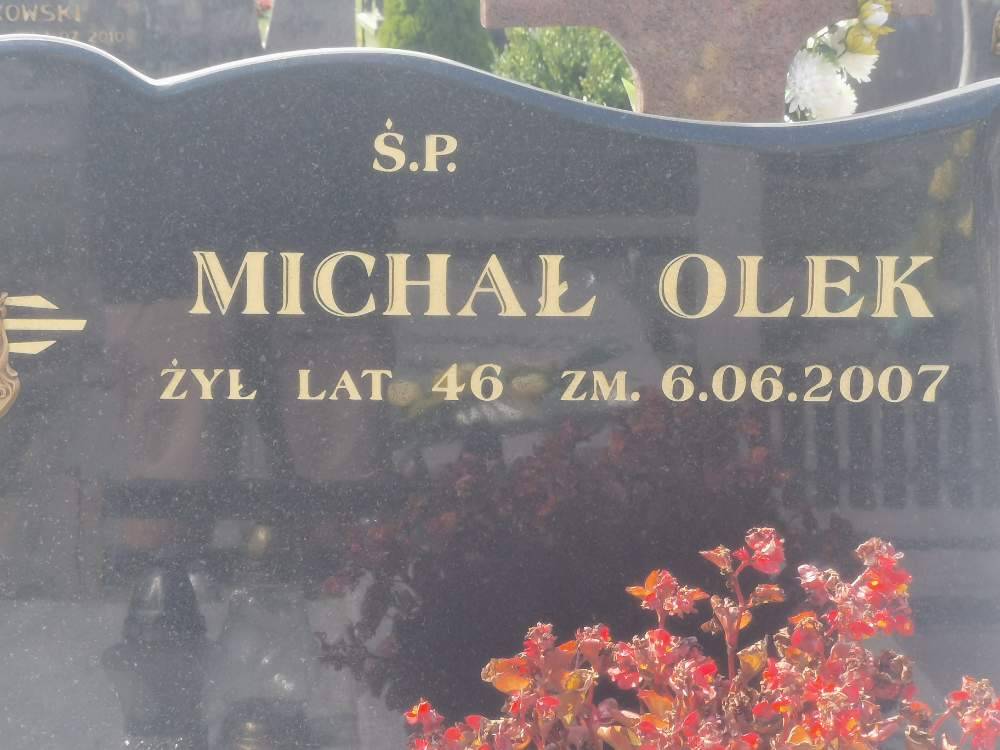 Ś.P.
MICHAŁ OLEK
ŻYŁ LAT 46 ZM. 6.06.2007